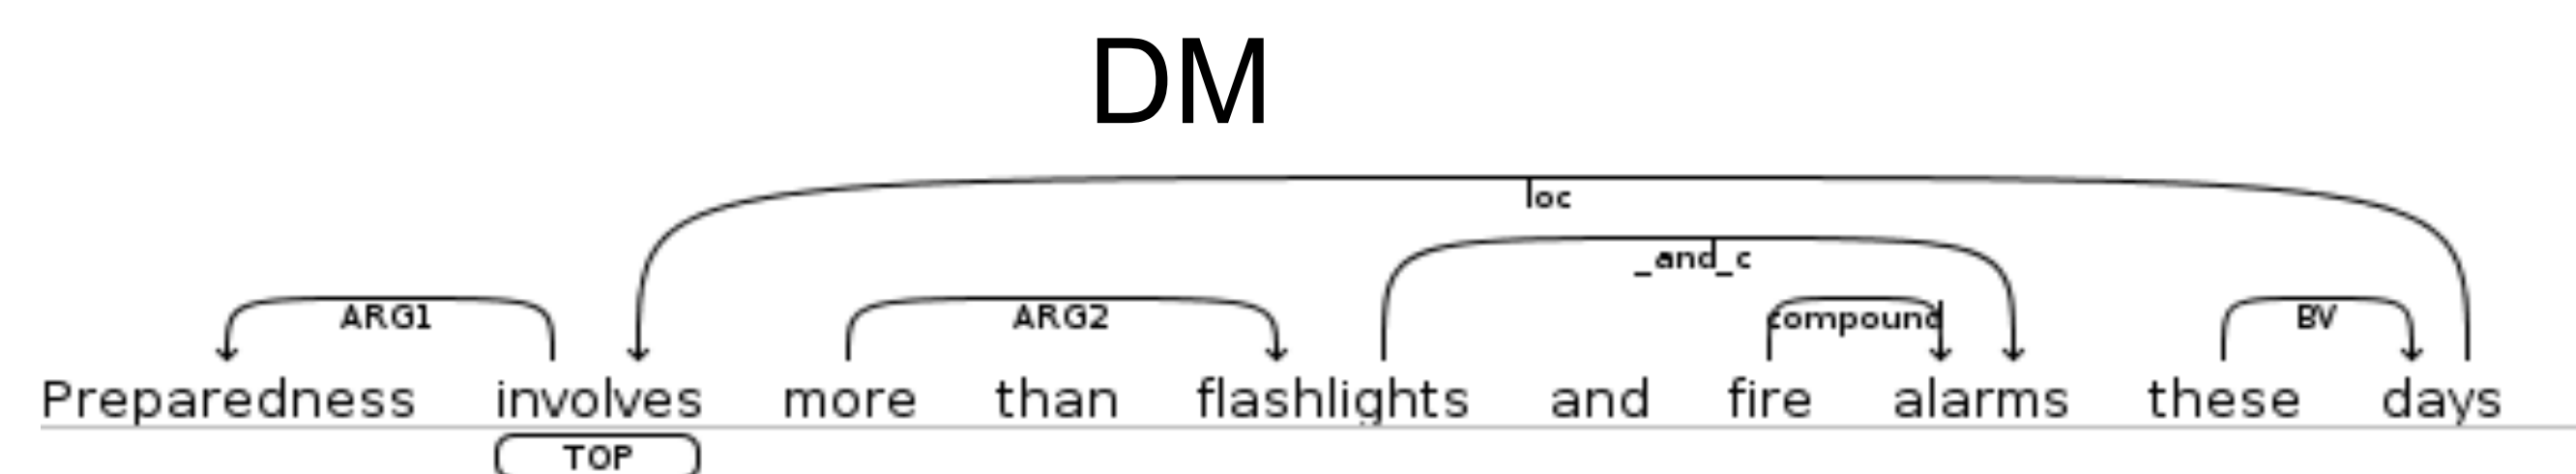 DM
loc
_and_c
ARG1 ARG2 compound BV
Preparedness involves more than flashlights and fire alarms these days
TOP